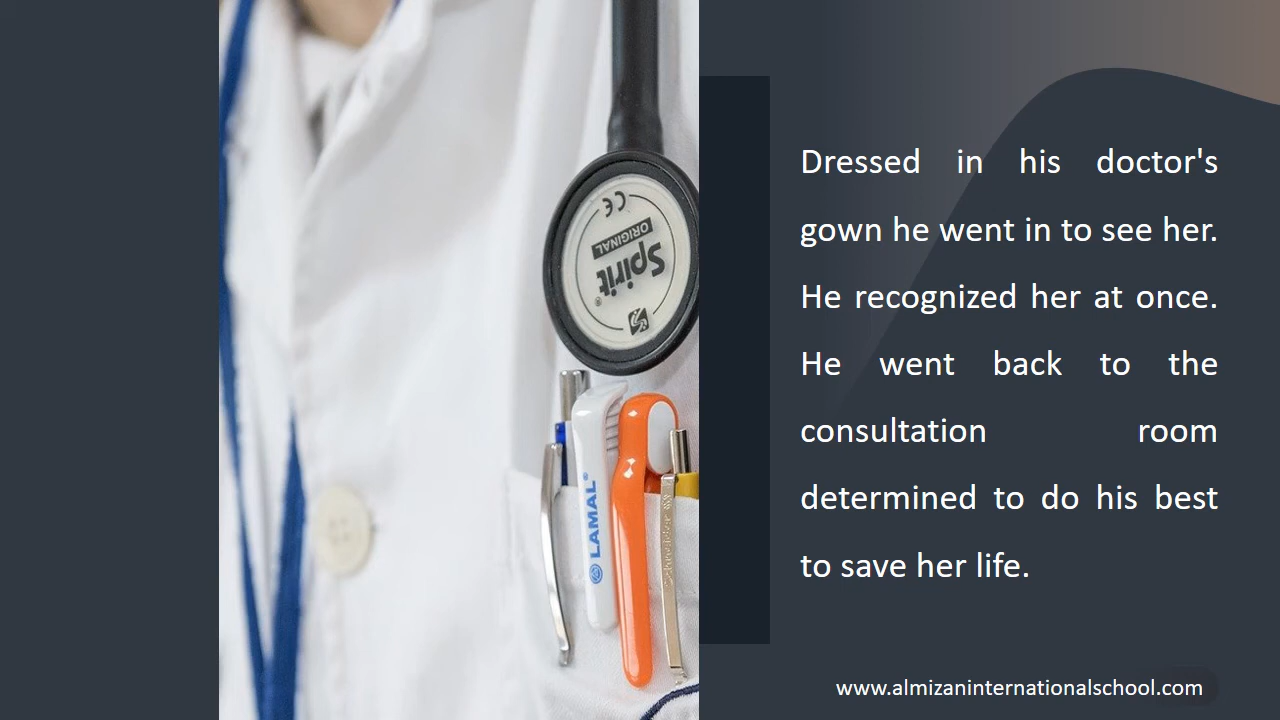 Dressed in his doctor's
gown he went in to see her.
He recognized her at once.
He went back to the
consultation room
determined to do his best
to save her life.
www.almizaninternationalschool.com
Spirit
ORIGINAL
CE
LAMAL